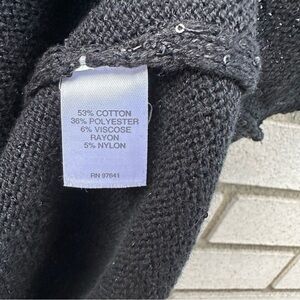 53% COTTON
36% POLYESTER
6% VISCOSE
RAYON
5% NYLON
RN 97641